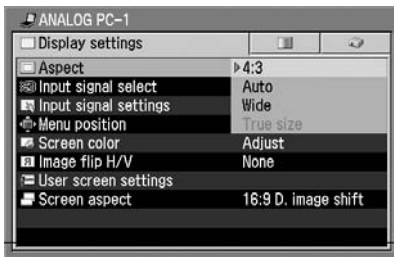 ANALOG PC-1
Display settings
Aspect 4:3
Input signal select Auto
Input signal settings Wide
Menu position True size
Screen color Adjust
Image flip H/V None
User screen settings
Screen aspect 16:9 D. image shift